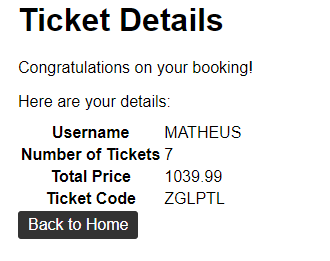 Ticket Details
Congratulations on your booking!
Here are your details:
Username MATHEUS
Number of Tickets 7
Total Price 1039.99
Ticket Code ZGLPTL
Back to Home